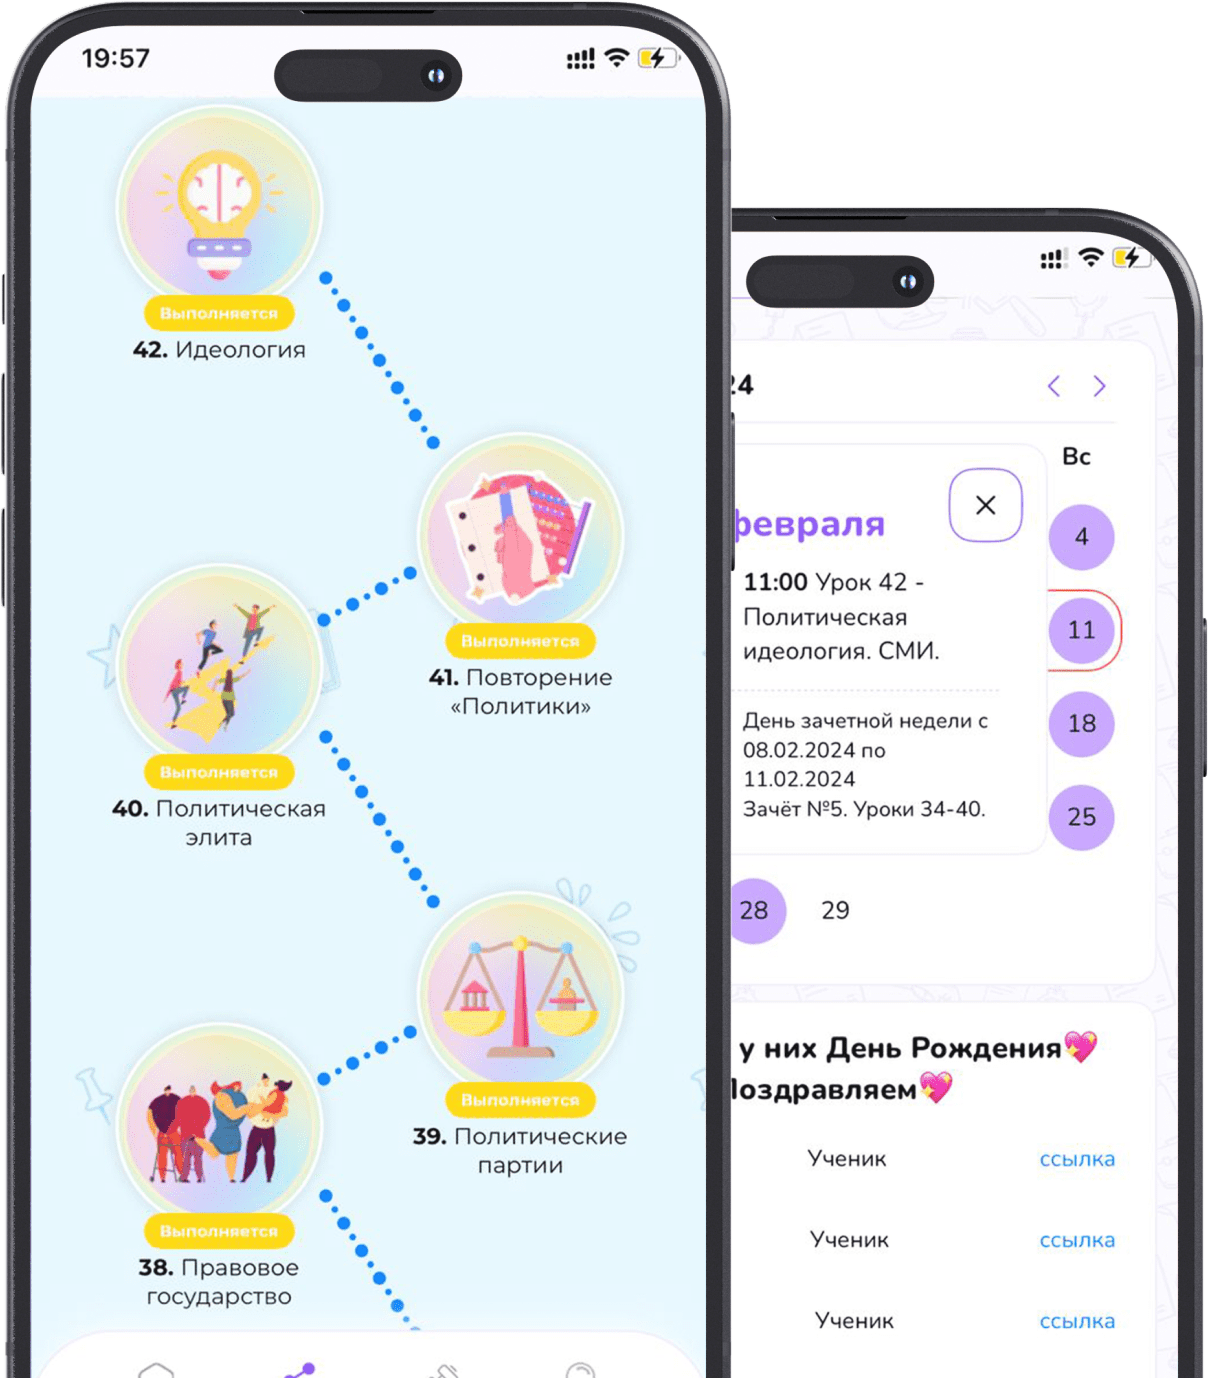 19:57
Выполняется
42. Идеология
Выполняется
41. Повторение
«Политики»
Выполняется
40. Политическая
элита
Выполняется
39. Политические
партии
Выполняется
38. Правовое
государство
24
Вс
февраля
11:00 Урок 42 -
Политическая
идеология. СМИ.
День зачетной недели с
08.02.2024 по
11.02.2024
Зачёт №5. Уроки 34-40.
4
11
18
25
28 29
у них День Рождения💖
Поздравляем💖
Ученик ссылка
Ученик ссылка
Ученик ссылка